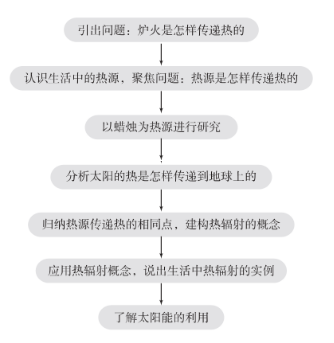 引出问题：炉火是怎样传递热的
认识生活中的热源，聚焦问题：热源是怎样传递热的
以蜡烛为热源进行研究
分析太阳的热是怎样传递到地球上的
归纳热源传递热的相同点，建构热辐射的概念
应用热辐射概念，说出生活中热辐射的实例
了解太阳能的利用